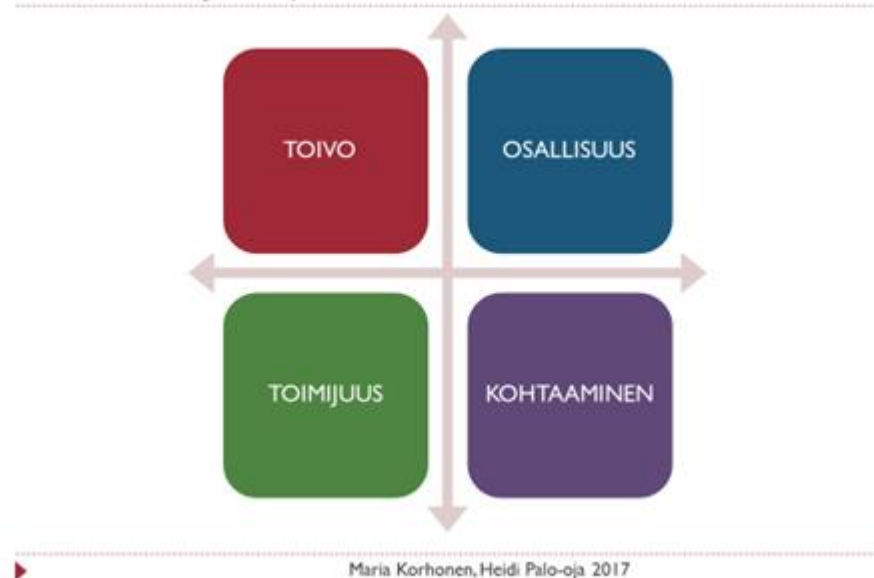 TOIVO
OSALLISUUS
TOIMIJUUS
KOHTAAMINEN
Maria Korhonen, Heidi Palo-oja 2017